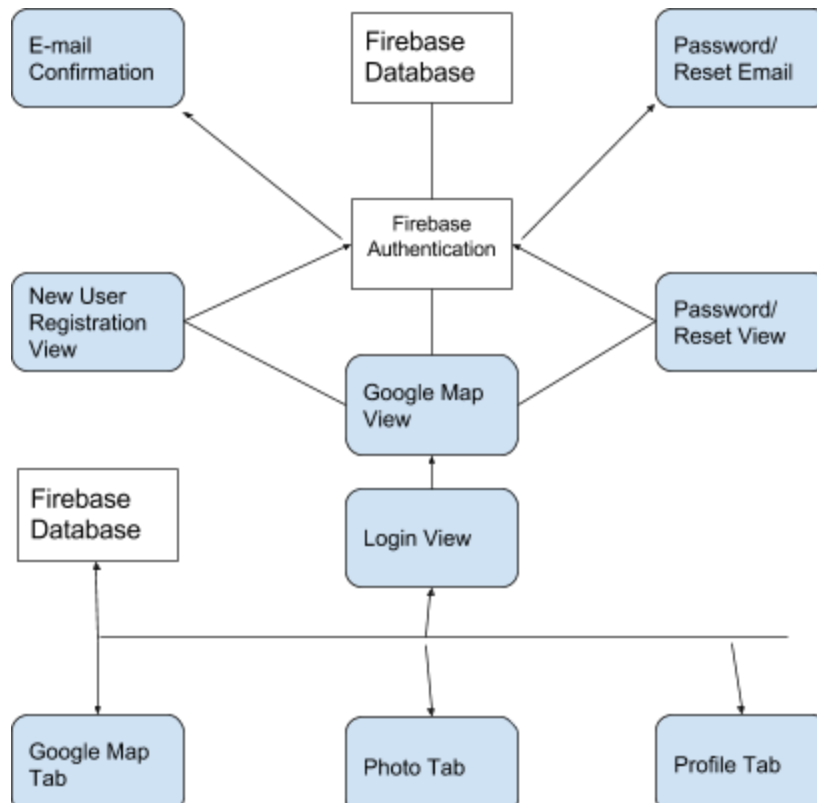 E-mail
Confirmation
Firebase
Database
Password/
Reset Email
Firebase
Authentication
New User
Registration
View
Password/
Reset View
Google Map
View
Firebase
Database
Login View
Google Map
Tab
Photo Tab
Profile Tab